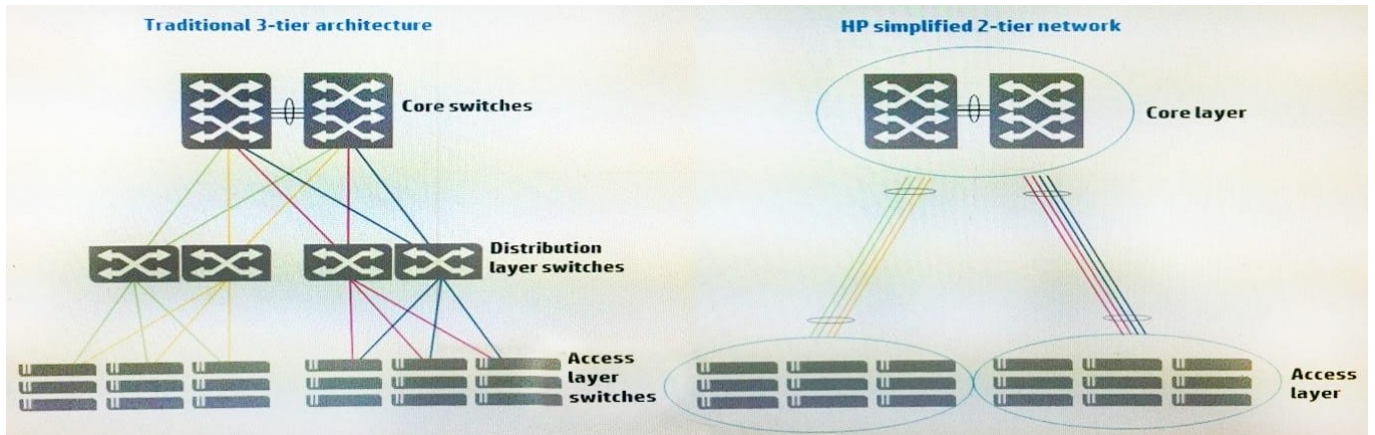 Traditional 3-tier architecture
HP simplified 2-tier network
Core switches
Core layer
Distribution
layer switches
Access
layer
switches
Access
layer